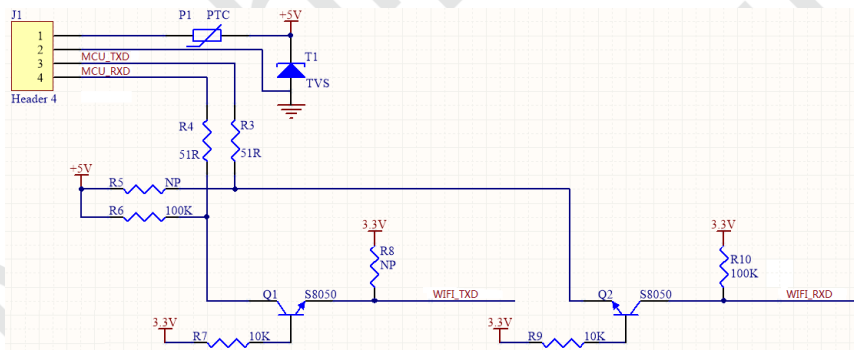 J1
P1 PTC
+5V
1
2
3
4
MCU_TXD
MCU_RXD
T1
TVS
Header 4
R4
R3
51R
51R
+5V
R5 NP
R6 100K
3.3V
R8
NP
3.3V
R10
100K
Q1 S8050
WIFI_TXD
Q2 S8050
WIFI_RXD
3.3V
R7 10K
3.3V
R9 10K